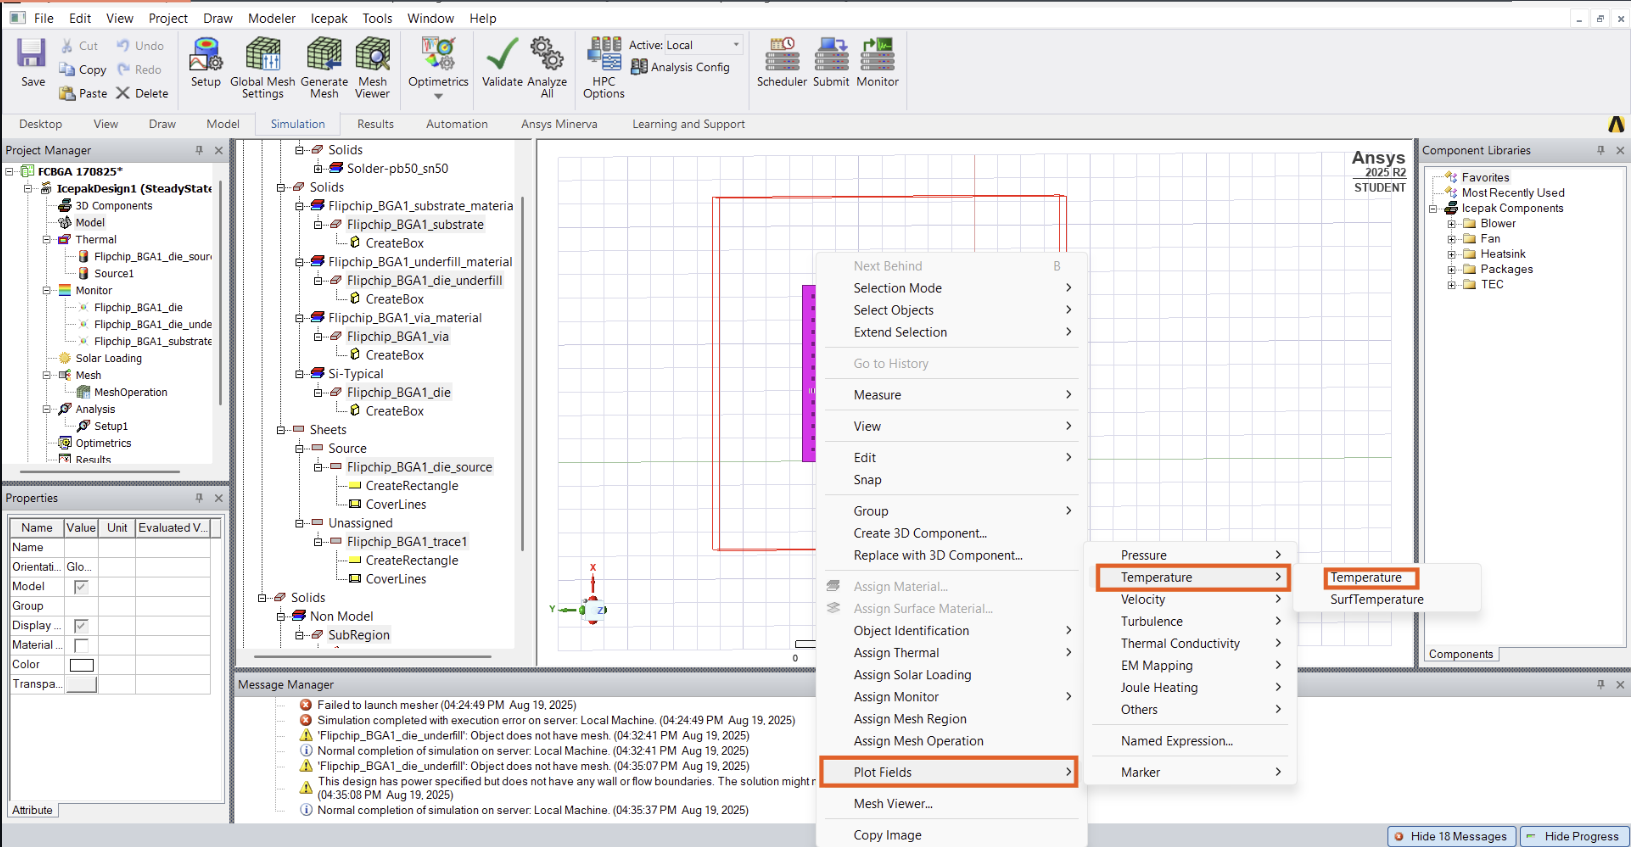 File Edit View Project Draw Modeler Icepak Tools Window Help
Save
Cut
Copy
Paste
Undo
Redo
Delete
Setup
Global Mesh
Settings
Generate
Mesh
Mesh
Viewer
Optimetrics
Validate
Analyze
All
HPC
Options
Active: Local
Analysis Config
Scheduler
Submit
Monitor
Desktop View Draw Model Simulation Results Automation Ansys Minerva Learning and Support
Project Manager
FCBGA 170825*
IcepakDesign1 (SteadyState
3D Components
Model
Thermal
Flipchip_BGA1_die_sour
Source1
Monitor
Flipchip_BGA1_die
Flipchip_BGA1_die_unde
Flipchip_BGA1_substrate
Solar Loading
Mesh
MeshOperation
Analysis
Setup1
Optimetrics
Results
Properties
Name Value Unit Evaluated V...
Name
Orientati... Glo...
Model
Group
Display ...
Material ...
Color
Transpa...
Attribute
Solids
Solder-pb50_sn50
Solids
Flipchip_BGA1_substrate_materia
Flipchip_BGA1_substrate
CreateBox
Flipchip_BGA1_underfill_material
Flipchip_BGA1_die_underfill
CreateBox
Flipchip_BGA1_via_material
Flipchip_BGA1_via
CreateBox
Si-Typical
Flipchip_BGA1_die
CreateBox
Sheets
Source
Flipchip_BGA1_die_source
CreateRectangle
CoverLines
Unassigned
Flipchip_BGA1_trace1
CreateRectangle
CoverLines
Solids
Non Model
SubRegion
Ansys
2025 R2
STUDENT
X
Y
Z
0
Next Behind B
Selection Mode
Select Objects
Extend Selection
Go to History
Measure
View
Edit
Snap
Group
Create 3D Component...
Replace with 3D Component...
Assign Material...
Assign Surface Material...
Object Identification
Assign Thermal
Assign Solar Loading
Assign Monitor
Assign Mesh Region
Assign Mesh Operation
Plot Fields
Mesh Viewer...
Copy Image
Pressure
Temperature
Velocity
Turbulence
Thermal Conductivity
EM Mapping
Joule Heating
Others
Named Expression...
Marker
Temperature
SurfTemperature
Component Libraries
Favorites
Most Recently Used
Icepak Components
Blower
Fan
Heatsink
Packages
TEC
Components
Message Manager
Failed to launch mesher (04:24:49 PM Aug 19, 2025)
Simulation completed with execution error on server: Local Machine. (04:24:49 PM Aug 19, 2025)
'Flipchip_BGA1_die_underfill': Object does not have mesh. (04:32:41 PM Aug 19, 2025)
Normal completion of simulation on server: Local Machine. (04:32:41 PM Aug 19, 2025)
'Flipchip_BGA1_die_underfill': Object does not have mesh. (04:35:07 PM Aug 19, 2025)
This design has power specified but does not have any wall or flow boundaries. The solution might n
(04:35:08 PM Aug 19, 2025)
Normal completion of simulation on server: Local Machine. (04:35:37 PM Aug 19, 2025)
Hide 18 Messages
Hide Progress